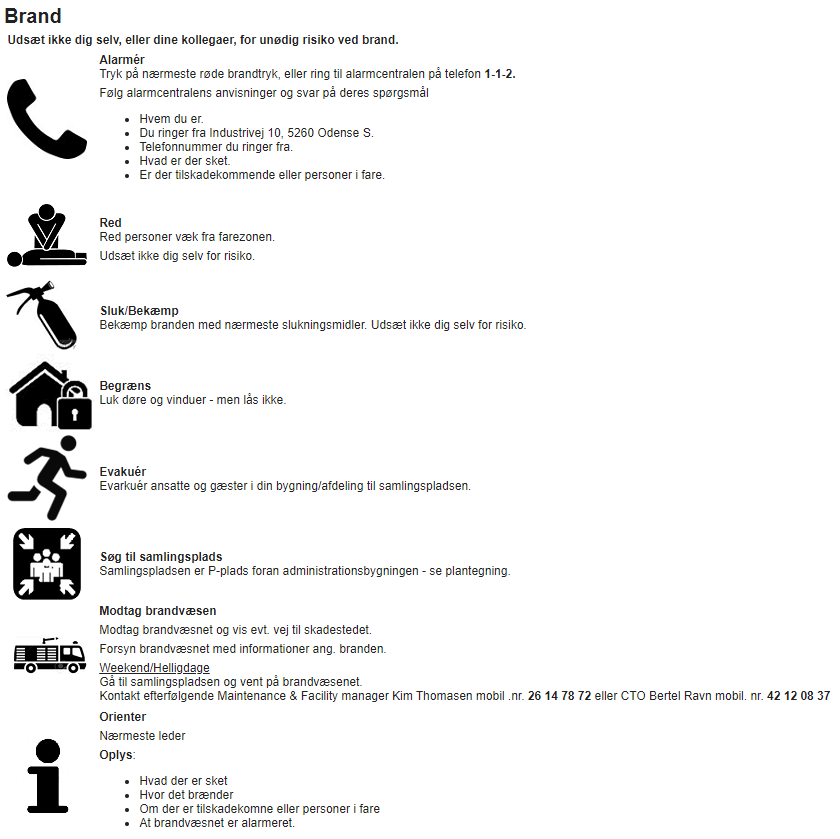 Brand
Udsæt ikke dig selv, eller dine kollegaer, for unødig risiko ved brand.
Alarmér
Tryk på nærmeste røde brandtryk, eller ring til alarmcentralen på telefon 1-1-2.
Følg alarmcentralens anvisninger og svar på deres spørgsmål
• Hvem du er.
• Du ringer fra Industrivej 10, 5260 Odense S.
• Telefonnummer du ringer fra.
• Hvad er der sket.
• Er der tilskadekommende eller personer i fare.
Red
Red personer væk fra farezonen.
Udsæt ikke dig selv for risiko.
Sluk/Bekæmp
Bekæmp branden med nærmeste slukningsmidler. Udsæt ikke dig selv for risiko.
Begræns
Luk døre og vinduer - men lås ikke.
Evakuér
Evarkuér ansatte og gæster i din bygning/afdeling til samlingspladsen.
Søg til samlingsplads
Samlingspladsen er P-plads foran administrationsbygningen - se plantegning.
Modtag brandvæsen
Modtag brandvæsnet og vis evt. vej til skadestedet.
Forsyn brandvæsnet med informationer ang. branden.
Weekend/Helligdage
Gå til samlingspladsen og vent på brandvæsenet.
Kontakt efterfølgende Maintenance & Facility manager Kim Thomasen mobil .nr. 26 14 78 72 eller CTO Bertel Ravn mobil. nr. 42 12 08 37
Orienter
Nærmeste leder
Oplys:
• Hvad der er sket
• Hvor det brænder
• Om der er tilskadekomne eller personer i fare
• At brandvæsnet er alarmeret.